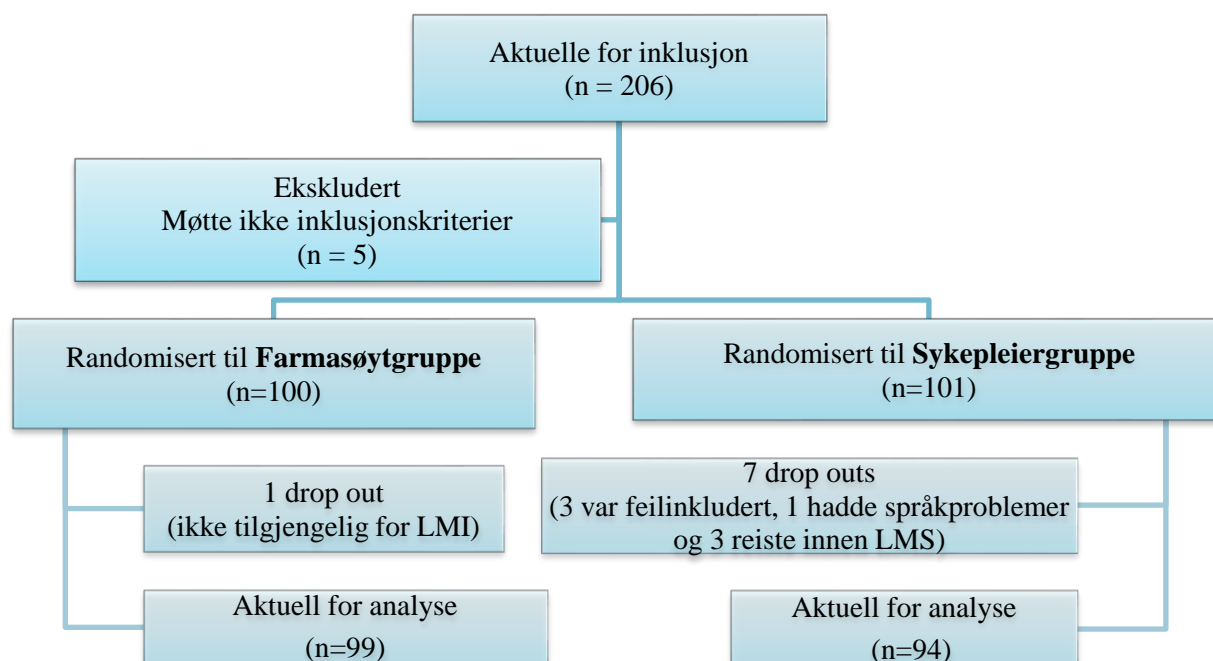 Aktuelle for inklusjon
(n = 206)
Ekskludert
Møtte ikke inklusjonskriterier
(n = 5)
Randomisert til Farmasøytgruppe
(n=100)
Randomisert til Sykepleiergruppe
(n=101)
1 drop out
(ikke tilgjengelig for LMI)
7 drop outs
(3 var feilinkludert, 1 hadde språkproblemer
og 3 reiste innen LMS)
Aktuell for analyse
(n=99)
Aktuell for analyse
(n=94)